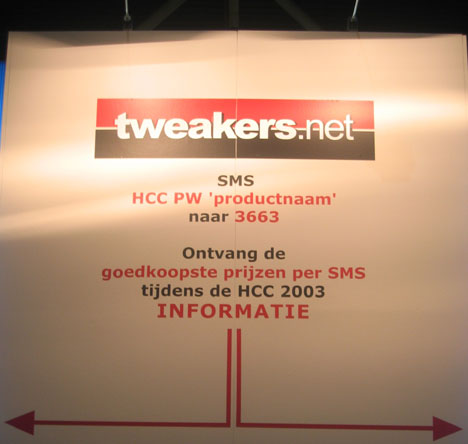 tweakers.net
SMS
HCC PW 'productnaam'
naar 3663
Ontvang de
goedkoopste prijzen per SMS
tijdens de HCC 2003
INFORMATIE